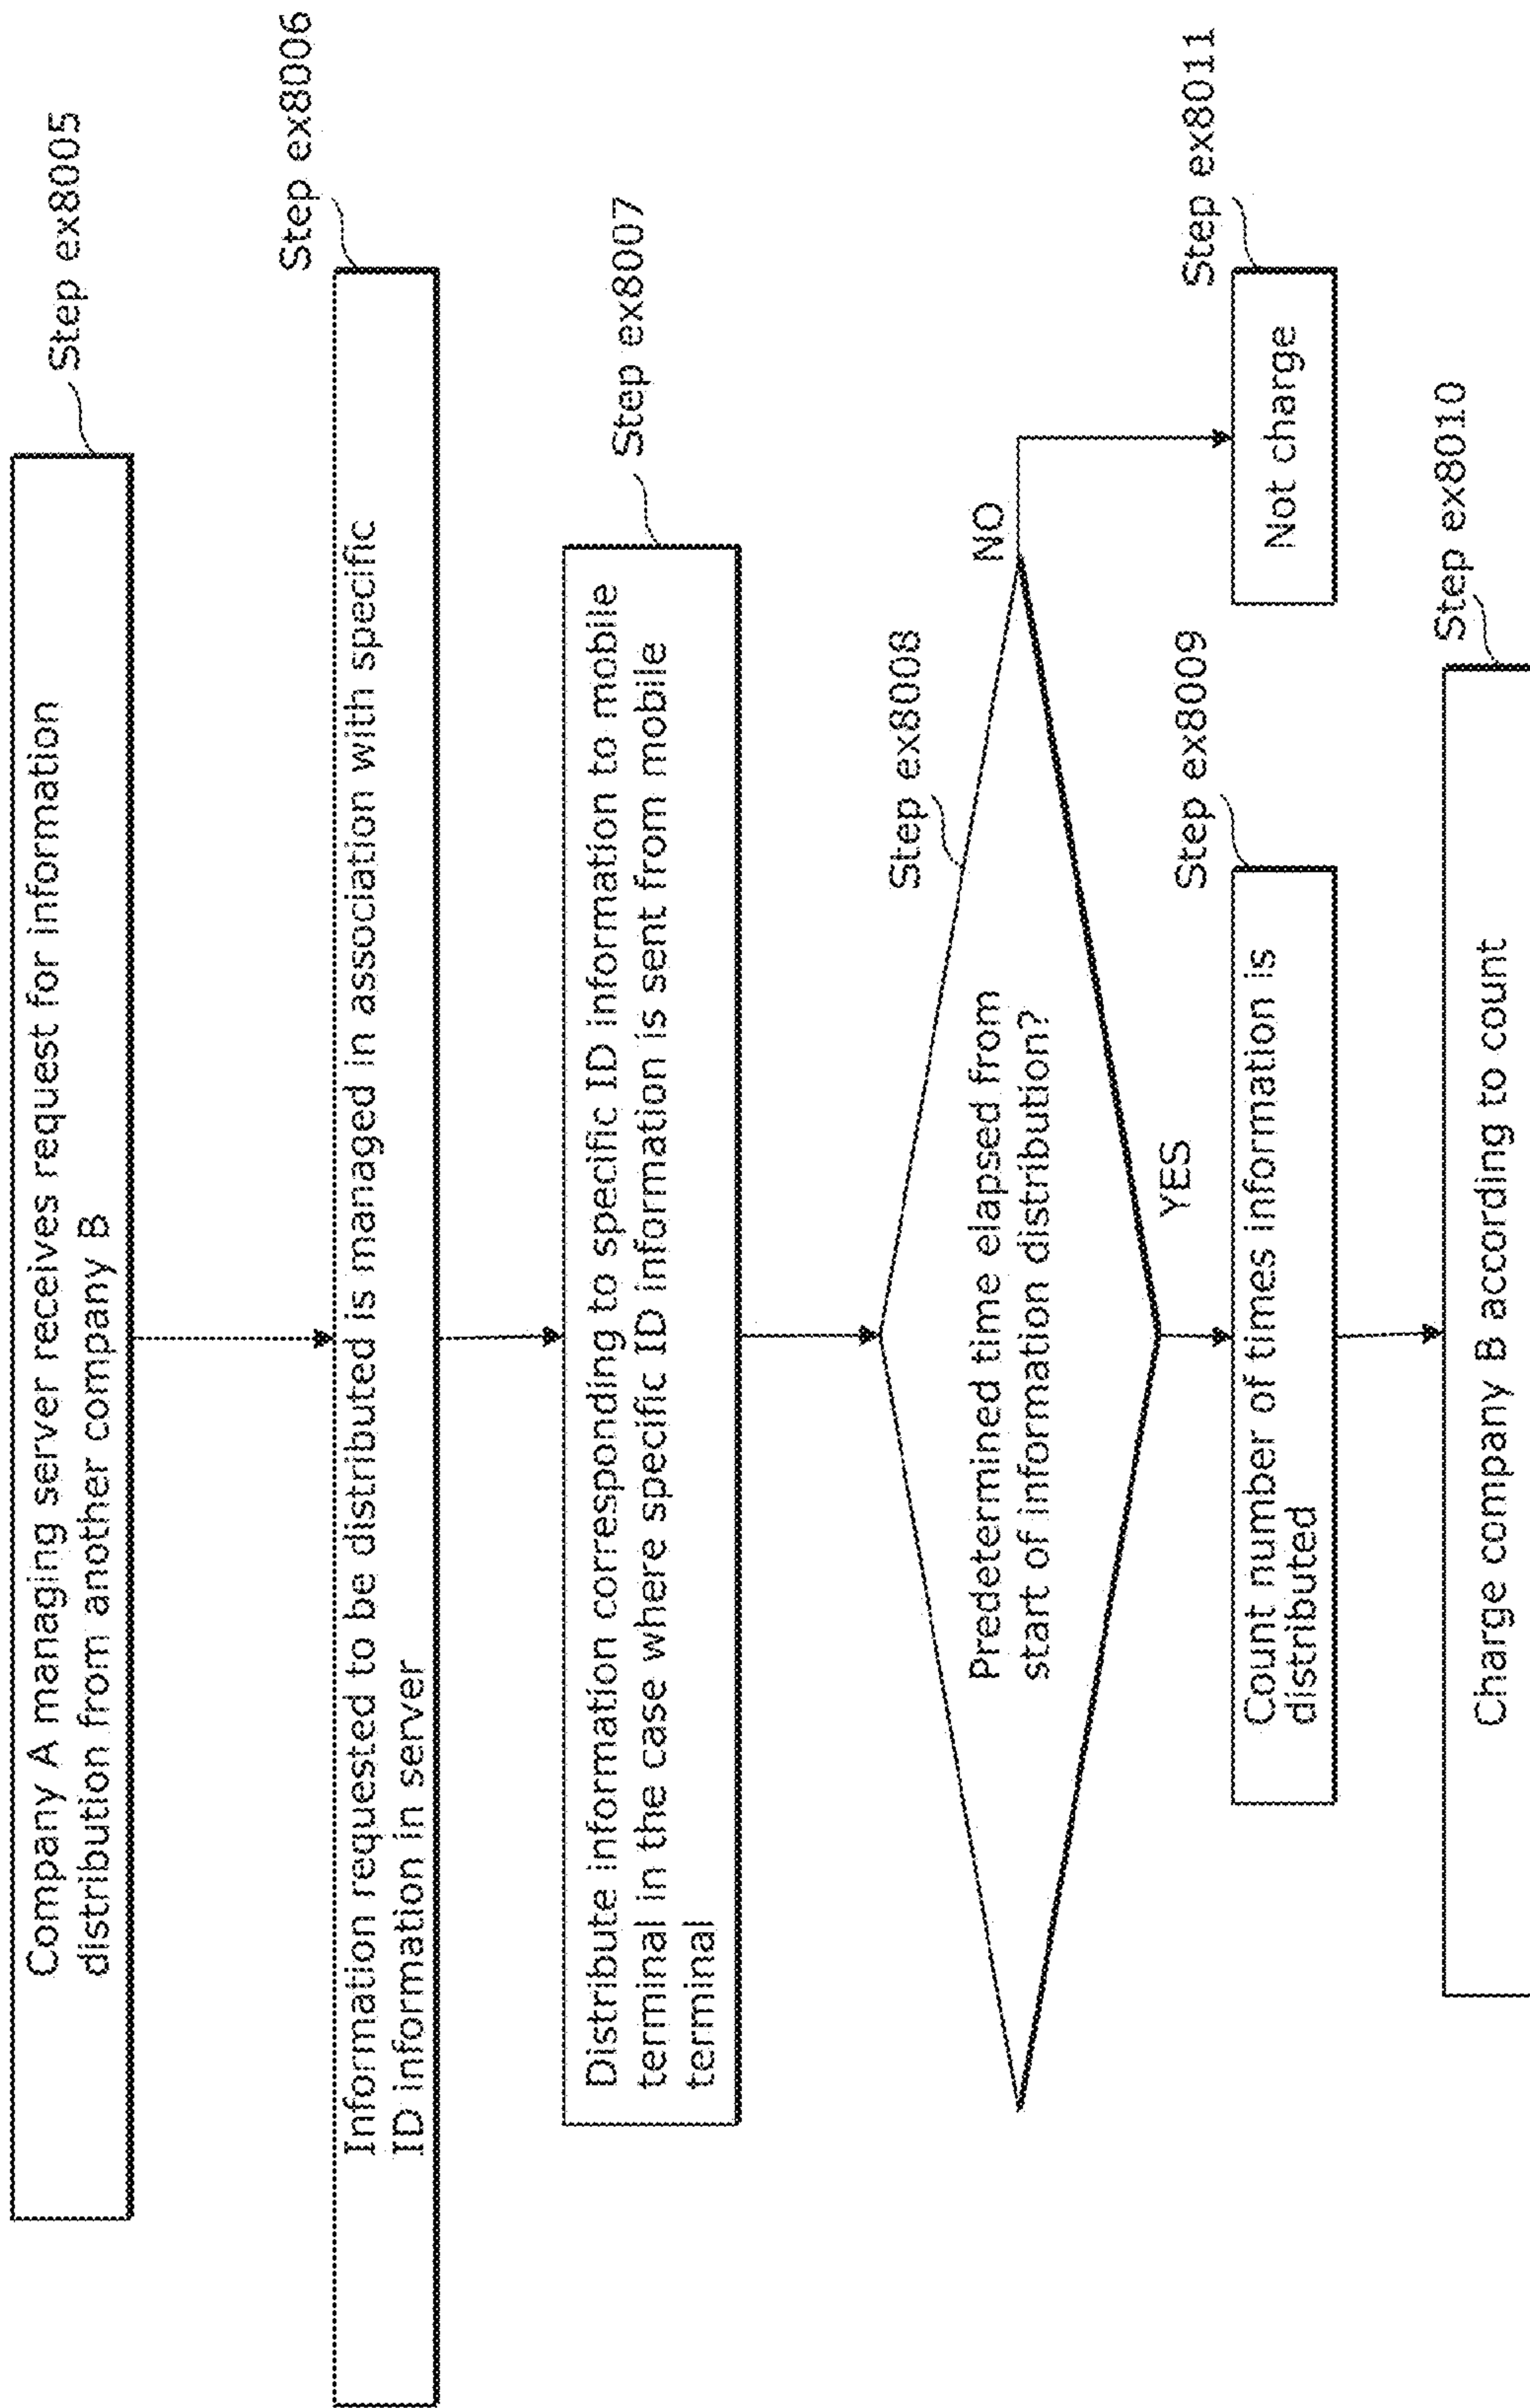 Step ex8005
Company A managing server receives request for information
distribution from another company B
Step ex8006
Information requested to be distributed is managed in association with specific
ID information in server
Step ex8007
Distribute information corresponding to specific ID information to mobile
terminal in the case where specific ID information is sent from mobile
terminal
Step ex8008
Predetermined time elapsed from
start of information distribution?
NO
YES
Step ex8009
Count number of times information is
distributed
Step ex8011
Not charge
Step ex8010
Charge company B according to count